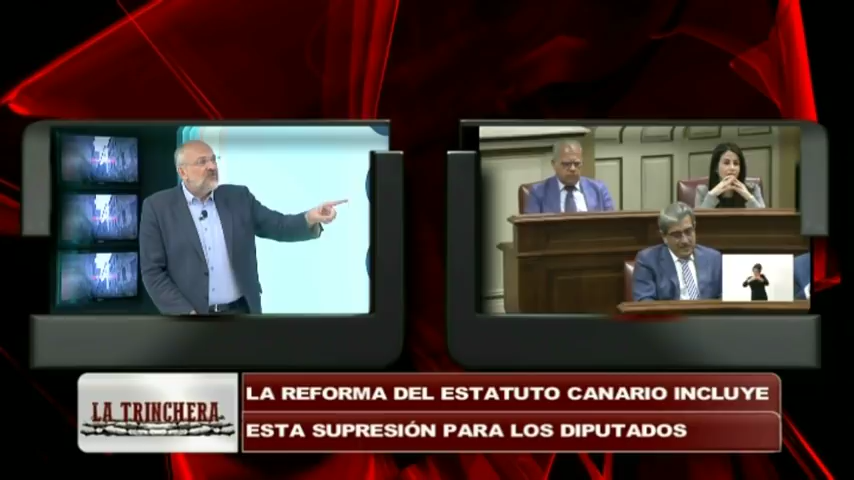 LA TRINCHERA
LA REFORMA DEL ESTATUTO CANARIO INCLUYE
ESTA SUPRESIÓN PARA LOS DIPUTADOS